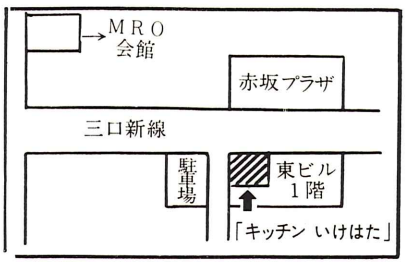 →MRO
会館
赤坂プラザ
三口新線
駐車場
東ビル
1階
「キッチン いけはた」